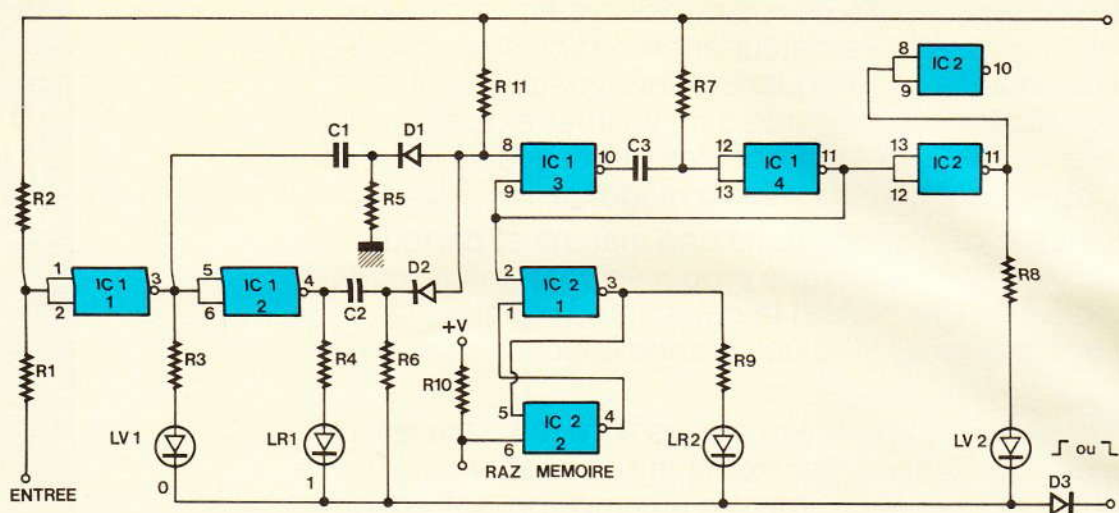 R2
R1
ENTREE
1
2
IC 1
1
3
R3
LV 1
0
5
6
IC 1
2
4
R4
LR1
1
C1
D1
R5
C2
D2
R6
R 11
+V
R10
RAZ MEMOIRE
8
9
IC 1
3
10
C3
R7
12
13
IC 1
4
11
2
1
IC 2
1
3
5
6
IC 2
2
4
R9
LR2
8
9
IC 2
10
13
12
IC 2
11
R8
LV 2
ou
D3